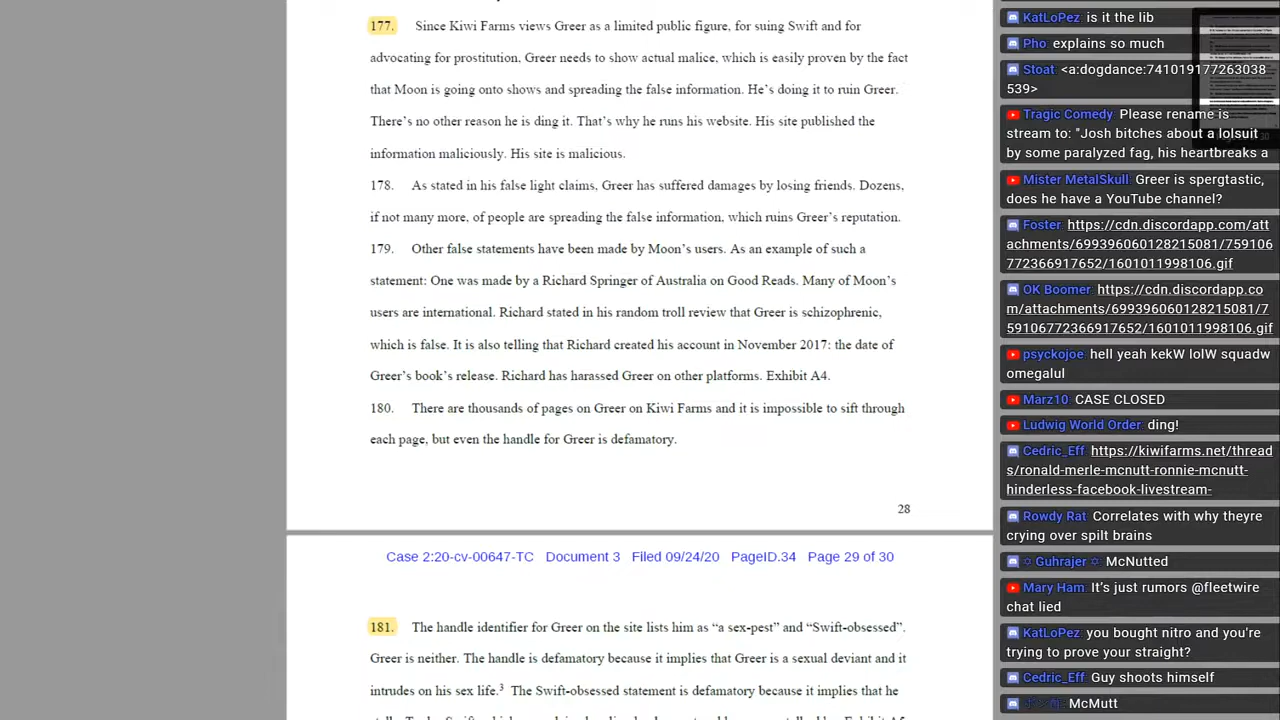 177. Since Kiwi Farms views Greer as a limited public figure, for suing Swift and for
advocating for prostitution, Greer needs to show actual malice, which is easily proven by the fact
that Moon is going onto shows and spreading the false information. He's doing it to ruin Greer.
There's no other reason he is ding it. That's why he runs his website. His site published the
information maliciously. His site is malicious.
178. As stated in his false light claims, Greer has suffered damages by losing friends. Dozens,
if not many more, of people are spreading the false information, which ruins Greer's reputation.
179. Other false statements have been made by Moon's users. As an example of such a
statement: One was made by a Richard Springer of Australia on Good Reads. Many of Moon's
users are international. Richard stated in his random troll review that Greer is schizophrenic,
which is false. It is also telling that Richard created his account in November 2017: the date of
Greer's book's release. Richard has harassed Greer on other platforms. Exhibit A4.
180. There are thousands of pages on Greer on Kiwi Farms and it is impossible to sift through
each page, but even the handle for Greer is defamatory.
28
Case 2:20-cv-00647-TC Document 3 Filed 09/24/20 PageID.34 Page 29 of 30
181. The handle identifier for Greer on the site lists him as "a sex-pest" and "Swift-obsessed".
Greer is neither. The handle is defamatory because it implies that Greer is a sexual deviant and it
intrudes on his sex life.3 The Swift-obsessed statement is defamatory because it implies that he
KatLoPez: is it the lib
Pho: explains so much
Stoat: <a:dogdance:741019177263038
539>
Tragic Comedy: Please rename is
stream to: "Josh bitches about a lolsuit
by some paralyzed fag, his heartbreaks a
Mister MetalSkull: Greer is spergtastic,
does he have a YouTube channel?
Foster: https://cdn.discordapp.com/att
achments/699396060128215081/759106
772366917652/1601011998106.gif
OK Boomer: https://cdn.discordapp.co
m/attachments/699396060128215081/7
59106772366917652/1601011998106.gif
psyckojoe: hell yeah kekW lolW squadw
omegalul
Marz10: CASE CLOSED
Ludwig World Order: ding!
Cedric_Eff: https://kiwifarms.net/thread
s/ronald-merle-mcnutt-ronnie-mcnutt-
hinderless-facebook-livestream-
Rowdy Rat: Correlates with why theyre
crying over spilt brains
✡ Guhrajer ✡: McNutted
Mary Ham: It's just rumors @fleetwire
chat lied
KatLoPez: you bought nitro and you're
trying to prove your straight?
Cedric_Eff: Guy shoots himself
McMutt